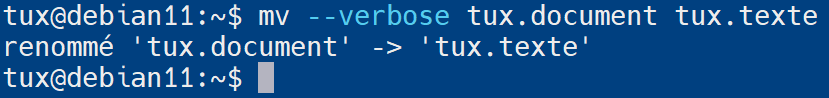 tux@debian11:~$ mv --verbose tux.document tux.texte
renommé 'tux.document' -> 'tux.texte'
tux@debian11:~$